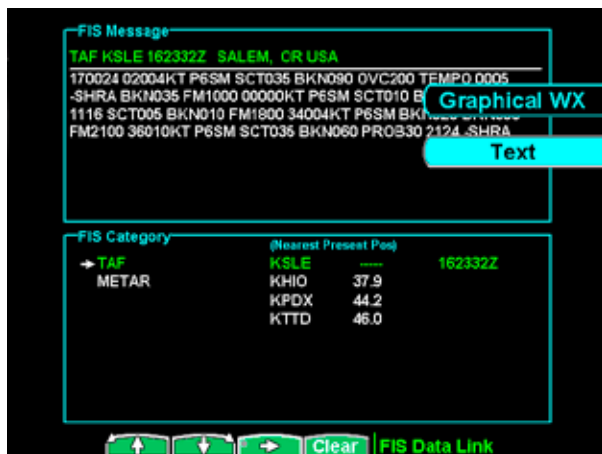 FIS Message
TAF KSLE 162332Z SALEM, OR USA
170024 02004KT P6SM SCT035 BKN090 OVC200 TEMPO 0005
-SHRA BKN035 FM1000 00000KT P6SM SCT010
1116 SCT005 BKN010 FM1800 34004KT P6SM
FM2100 36010KT P6SM SCT035 BKN060 PROB30 2124 -SHRA
Graphical WX
Text
FIS Category
(Nearest Present Pos)
TAF KSLE ----- 162332Z
METAR KHIO 37.9
KPDX 44.2
KTTD 46.0
Clear FIS Data Link